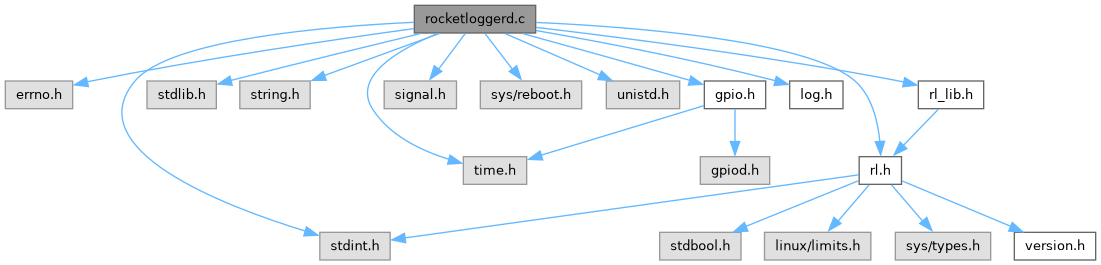 rocketloggerd.c
errno.h
stdlib.h
string.h
signal.h
sys/reboot.h
unistd.h
gpio.h
log.h
rl_lib.h
time.h
gpiod.h
rl.h
stdint.h
stdbool.h
linux/limits.h
sys/types.h
version.h